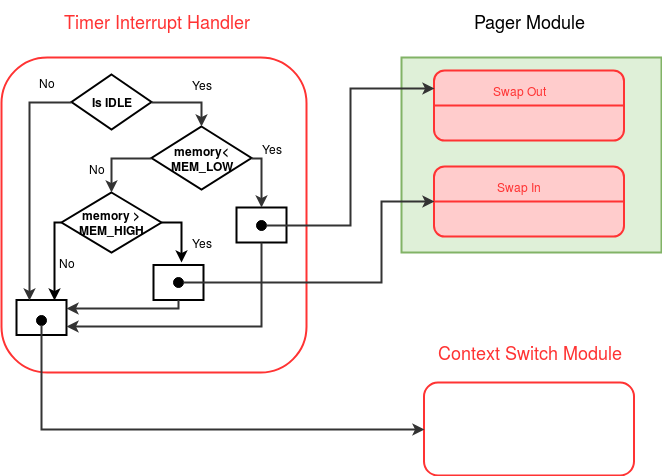 Timer Interrupt Handler
Pager Module
No
Is IDLE
Yes
Swap Out
memory<
MEM_LOW
Yes
No
Swap In
memory >
MEM_HIGH
Yes
No
Context Switch Module